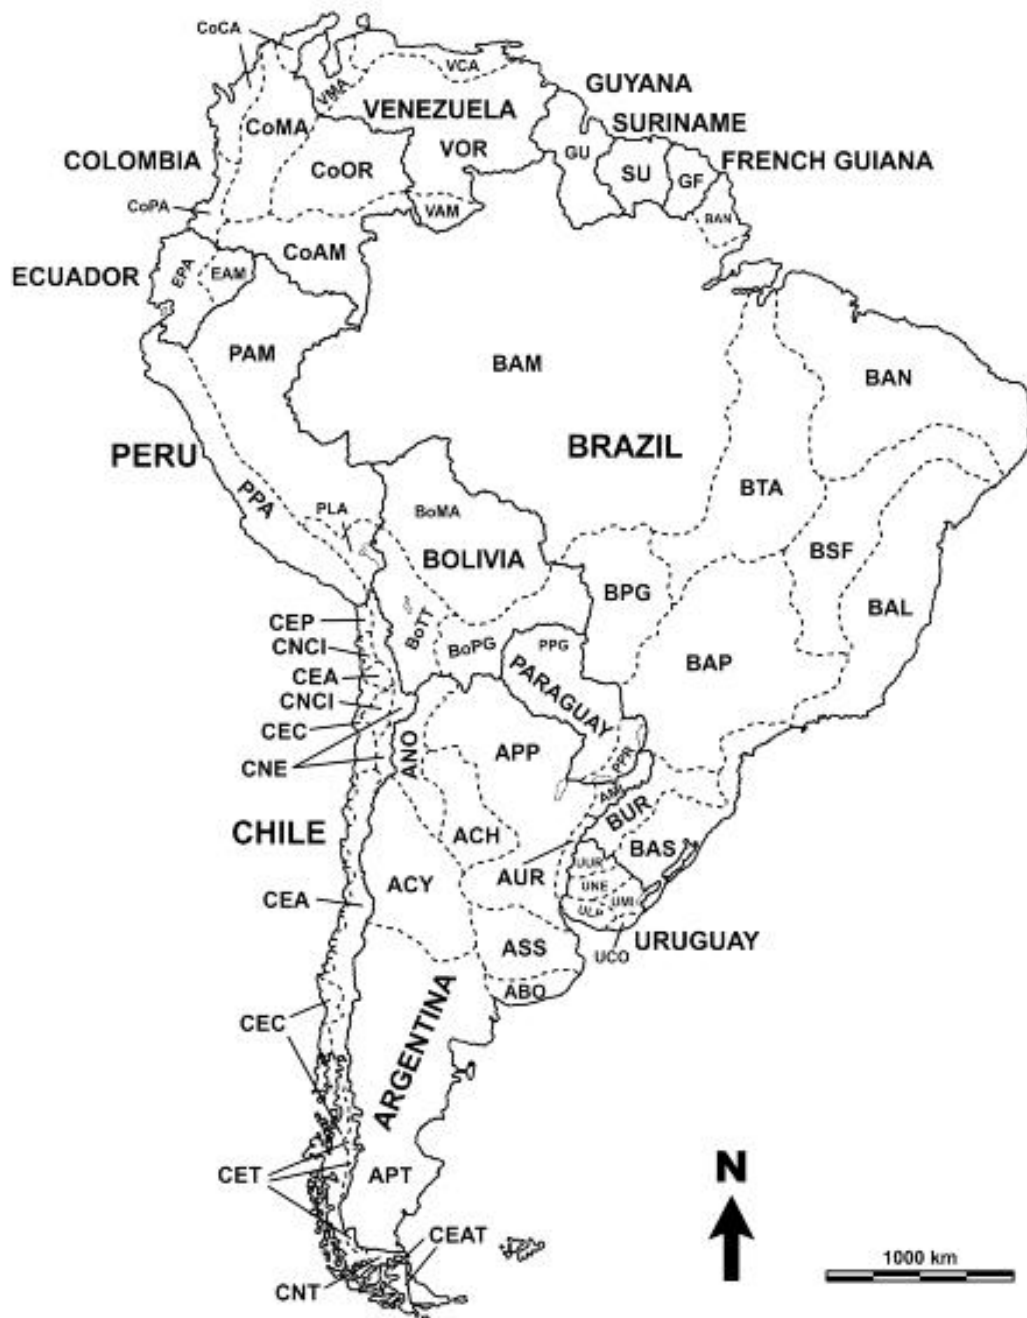 CoCA
VMA
VCA
VENEZUELA
GUYANA
SURINAME
FRENCH GUIANA
COLOMBIA
CoMA
CoOR
VOR
GU
SU
GF
BAN
CoPA
VAM
CoAM
ECUADOR
EPA
EAM
PAM
BAM
BAN
PERU
BRAZIL
PPA
PLA
BoMA
BTA
BSF
BOLIVIA
BPG
BAL
CEP
CNCI
CEA
CNCI
CEC
CNE
BoTT
BoPG
PPG
PARAGUAY
BAP
ANO
APP
PPR
AMI
CHILE
ACH
BUR
BAS
CEA
ACY
AUR
UUR
UNE
UMI
ULP
UCO
URUGUAY
ASS
ABO
CEC
ARGENTINA
CET
APT
CEAT
CNT
N
1000 km